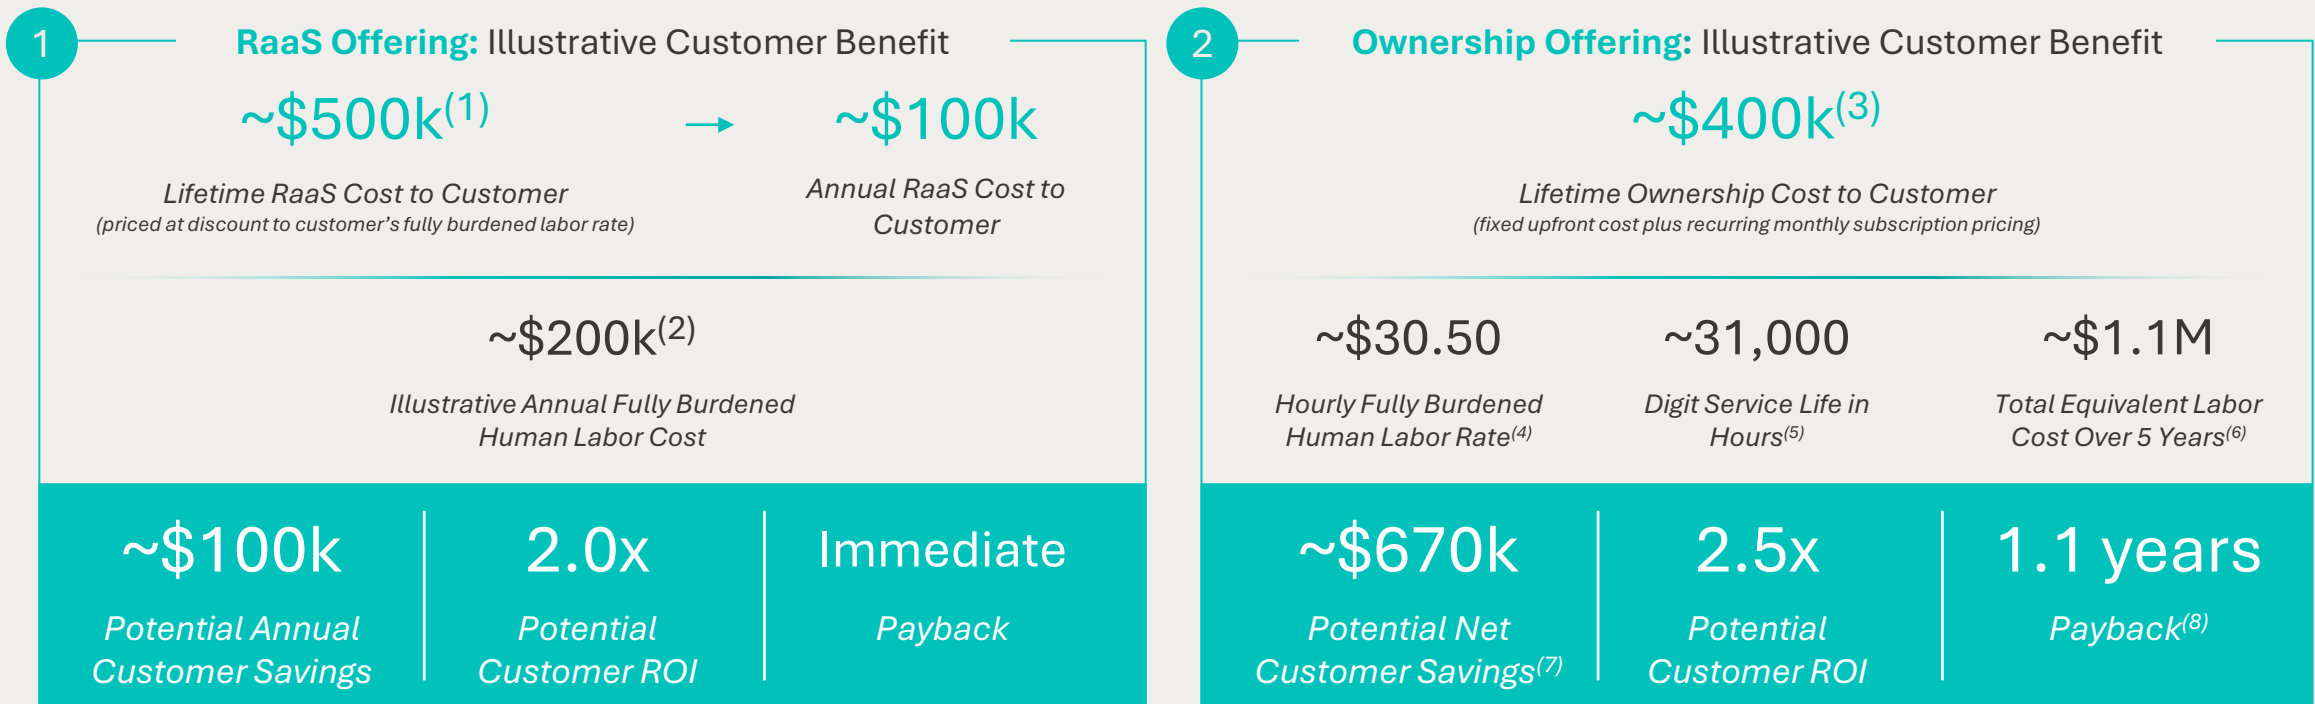 1
RaaS Offering: Illustrative Customer Benefit
~$500k(1)
Lifetime RaaS Cost to Customer
(priced at discount to customer's fully burdened labor rate)
~$100k
Annual RaaS Cost to
Customer
~$200k(2)
Illustrative Annual Fully Burdened
Human Labor Cost
~$100k
Potential Annual
Customer Savings
2.0x
Potential
Customer ROI
Immediate
Payback
2
Ownership Offering: Illustrative Customer Benefit
~$400k(3)
Lifetime Ownership Cost to Customer
(fixed upfront cost plus recurring monthly subscription pricing)
~$30.50
Hourly Fully Burdened
Human Labor Rate(4)
~31,000
Digit Service Life in
Hours(5)
~$1.1M
Total Equivalent Labor
Cost Over 5 Years(6)
~$670k
Potential Net
Customer Savings(7)
2.5x
Potential
Customer ROI
1.1 years
Payback(8)